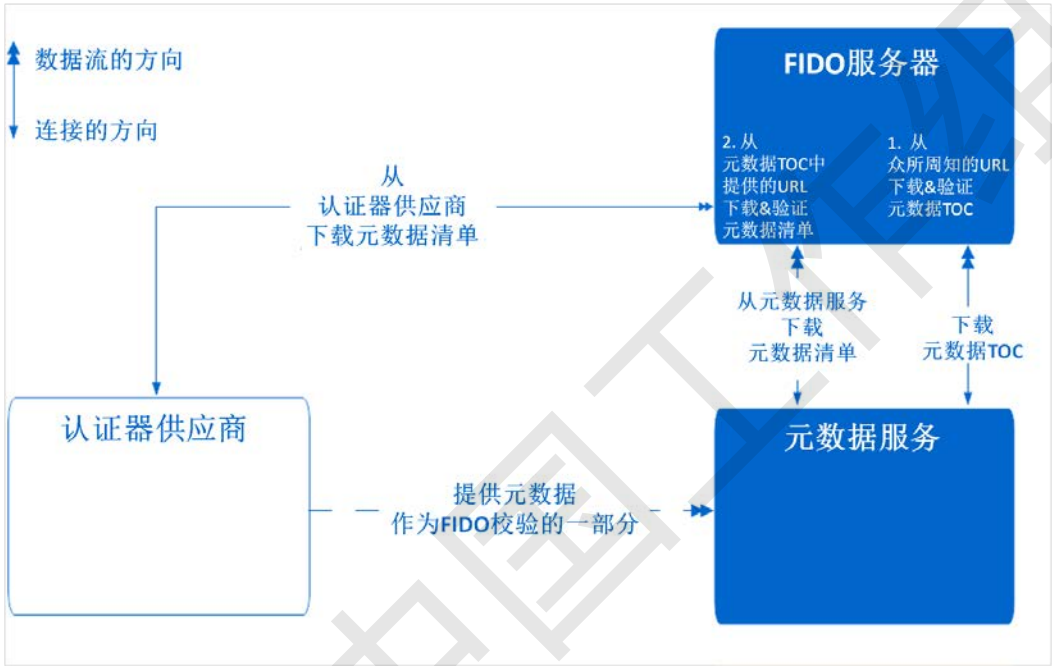 数据流的方向
连接的方向
FIDO服务器
2. 从
元数据TOC中
提供的URL
下载&验证
元数据清单
1. 从
众所周知的URL
下载&验证
元数据TOC
从
认证器供应商
下载元数据清单
从元数据服务
下载
元数据清单
下载
元数据TOC
认证器供应商
元数据服务
提供元数据
作为FIDO校验的一部分
中国工作组